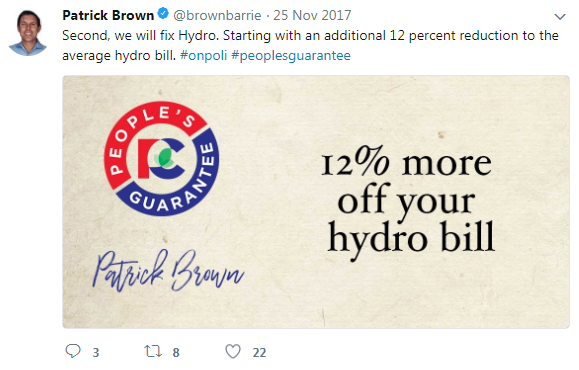 Patrick Brown @brownbarrie · 25 Nov 2017
Second, we will fix Hydro. Starting with an additional 12 percent reduction to the
average hydro bill. #onpoli #peoplesguarantee
PEOPLE'S
PC
GUARANTEE
Patrick Brown
12% more
off your
hydro bill
3 8 22